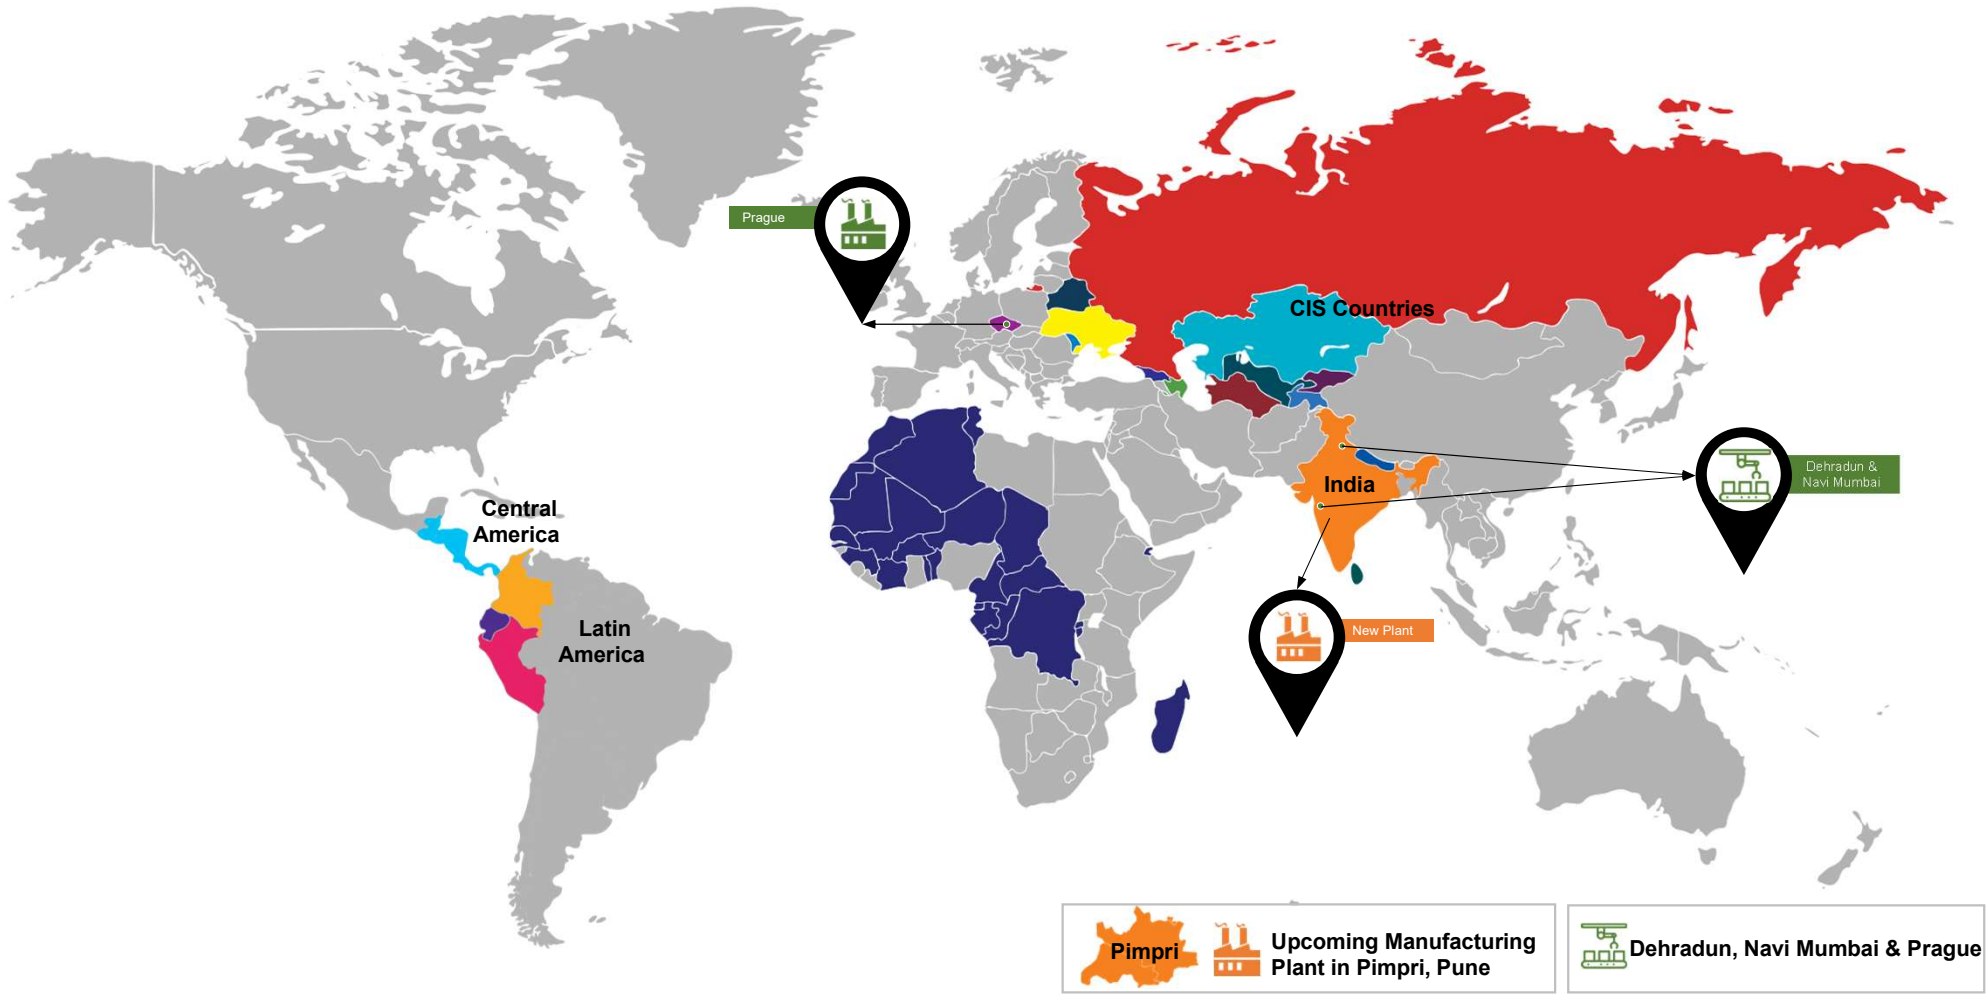 Prague
CIS Countries
Dehradun &
Navi Mumbai
India
Central
America
Latin
America
New Plant
Pimpri
Upcoming Manufacturing
Plant in Pimpri, Pune
Dehradun, Navi Mumbai & Prague